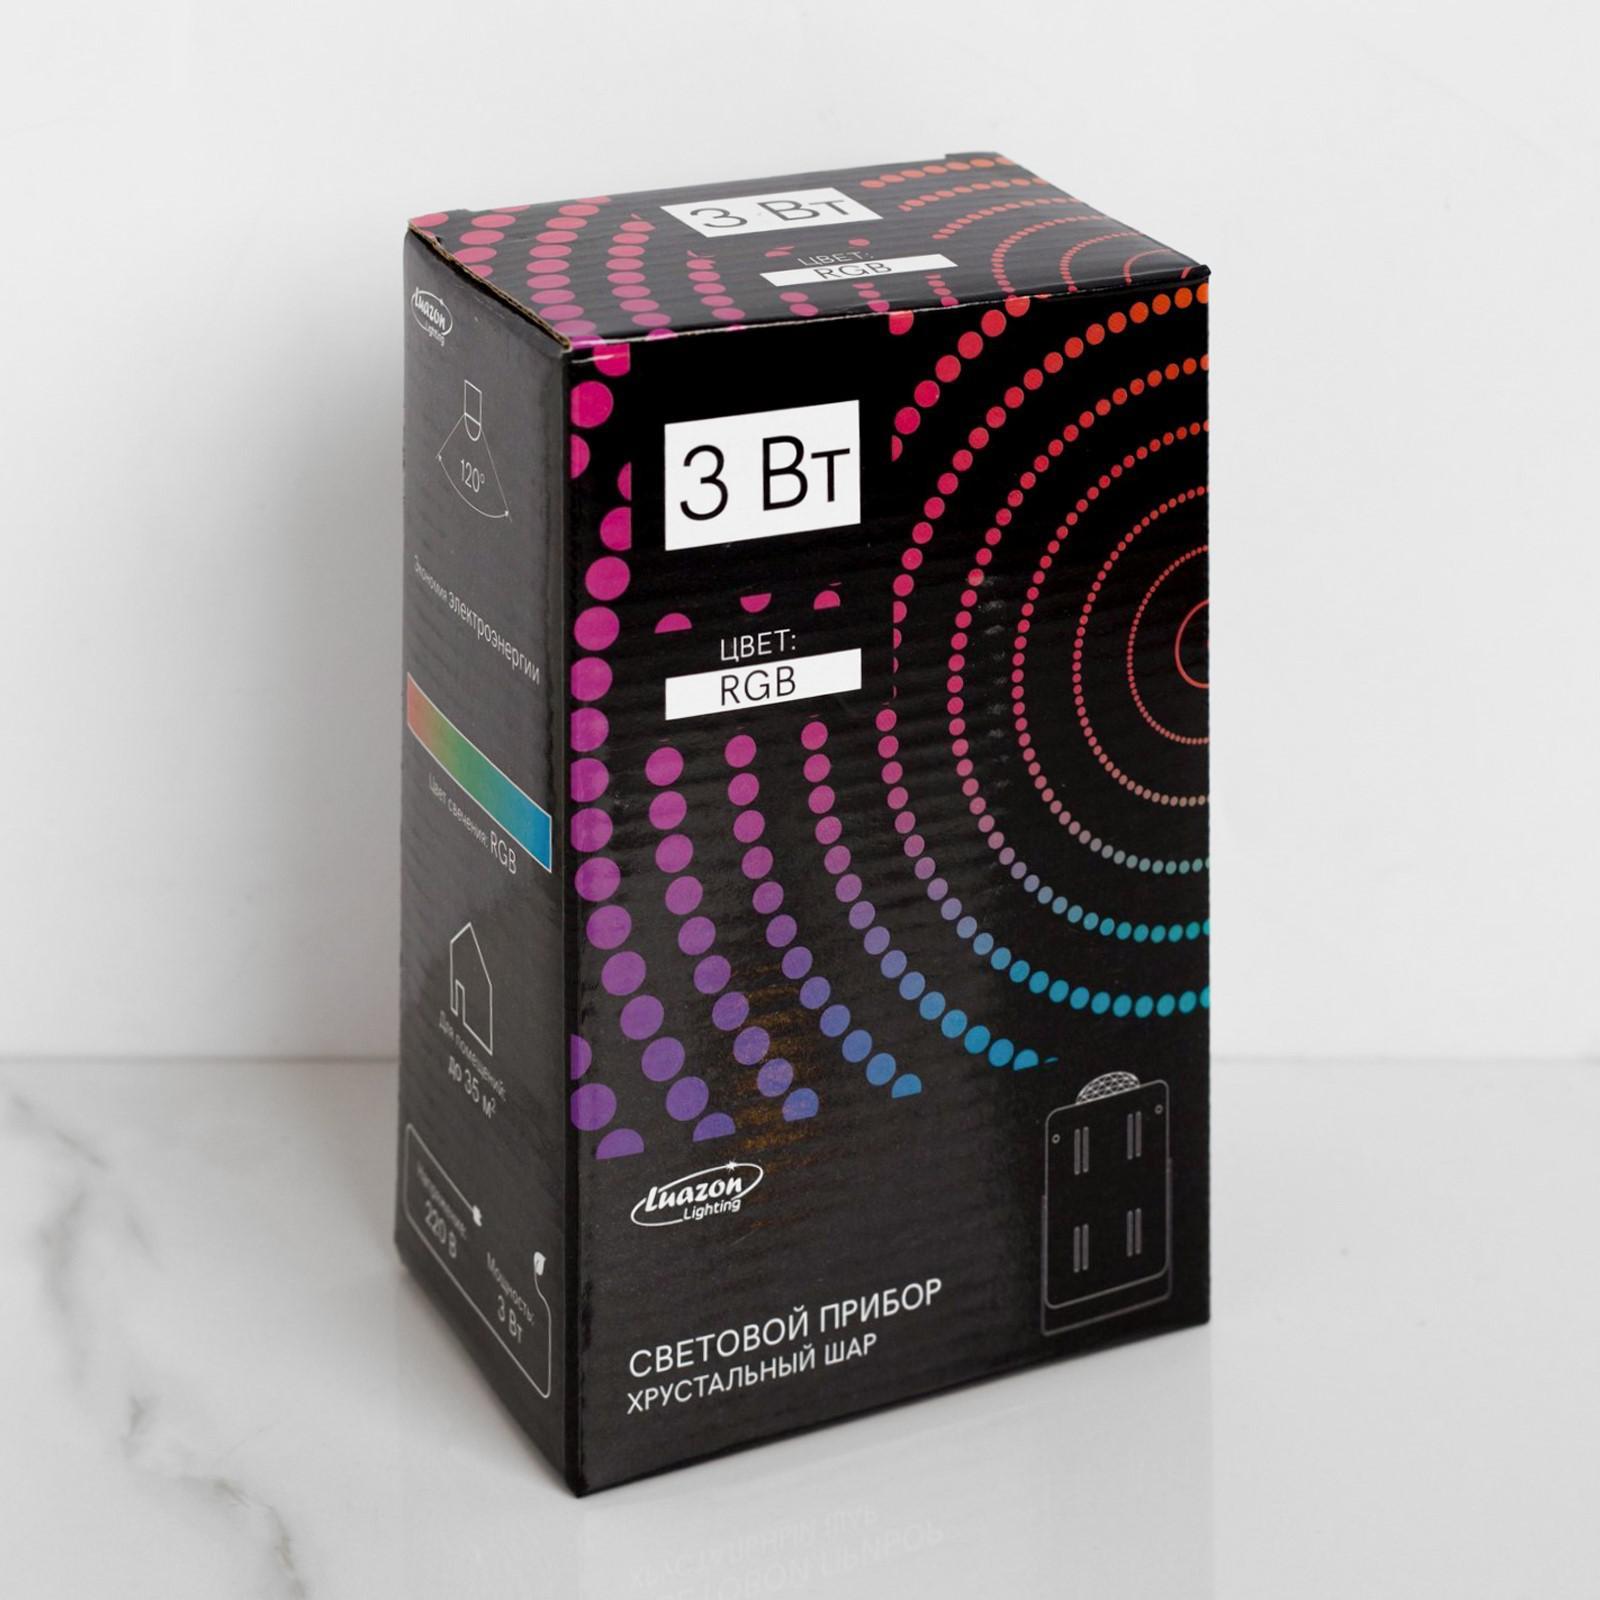 3 Вт
ЦВЕТ:
RGB
Luazon
Lighting
120°
Экономия электроэнергии
Цвет свечения: RGB
Для помещений:
до 35 м²
Напряжение:
220 В
Мощность:
3 Вт
3 Вт
ЦВЕТ:
RGB
Luazon
Lighting
СВЕТОВОЙ ПРИБОР
ХРУСТАЛЬНЫЙ ШАР